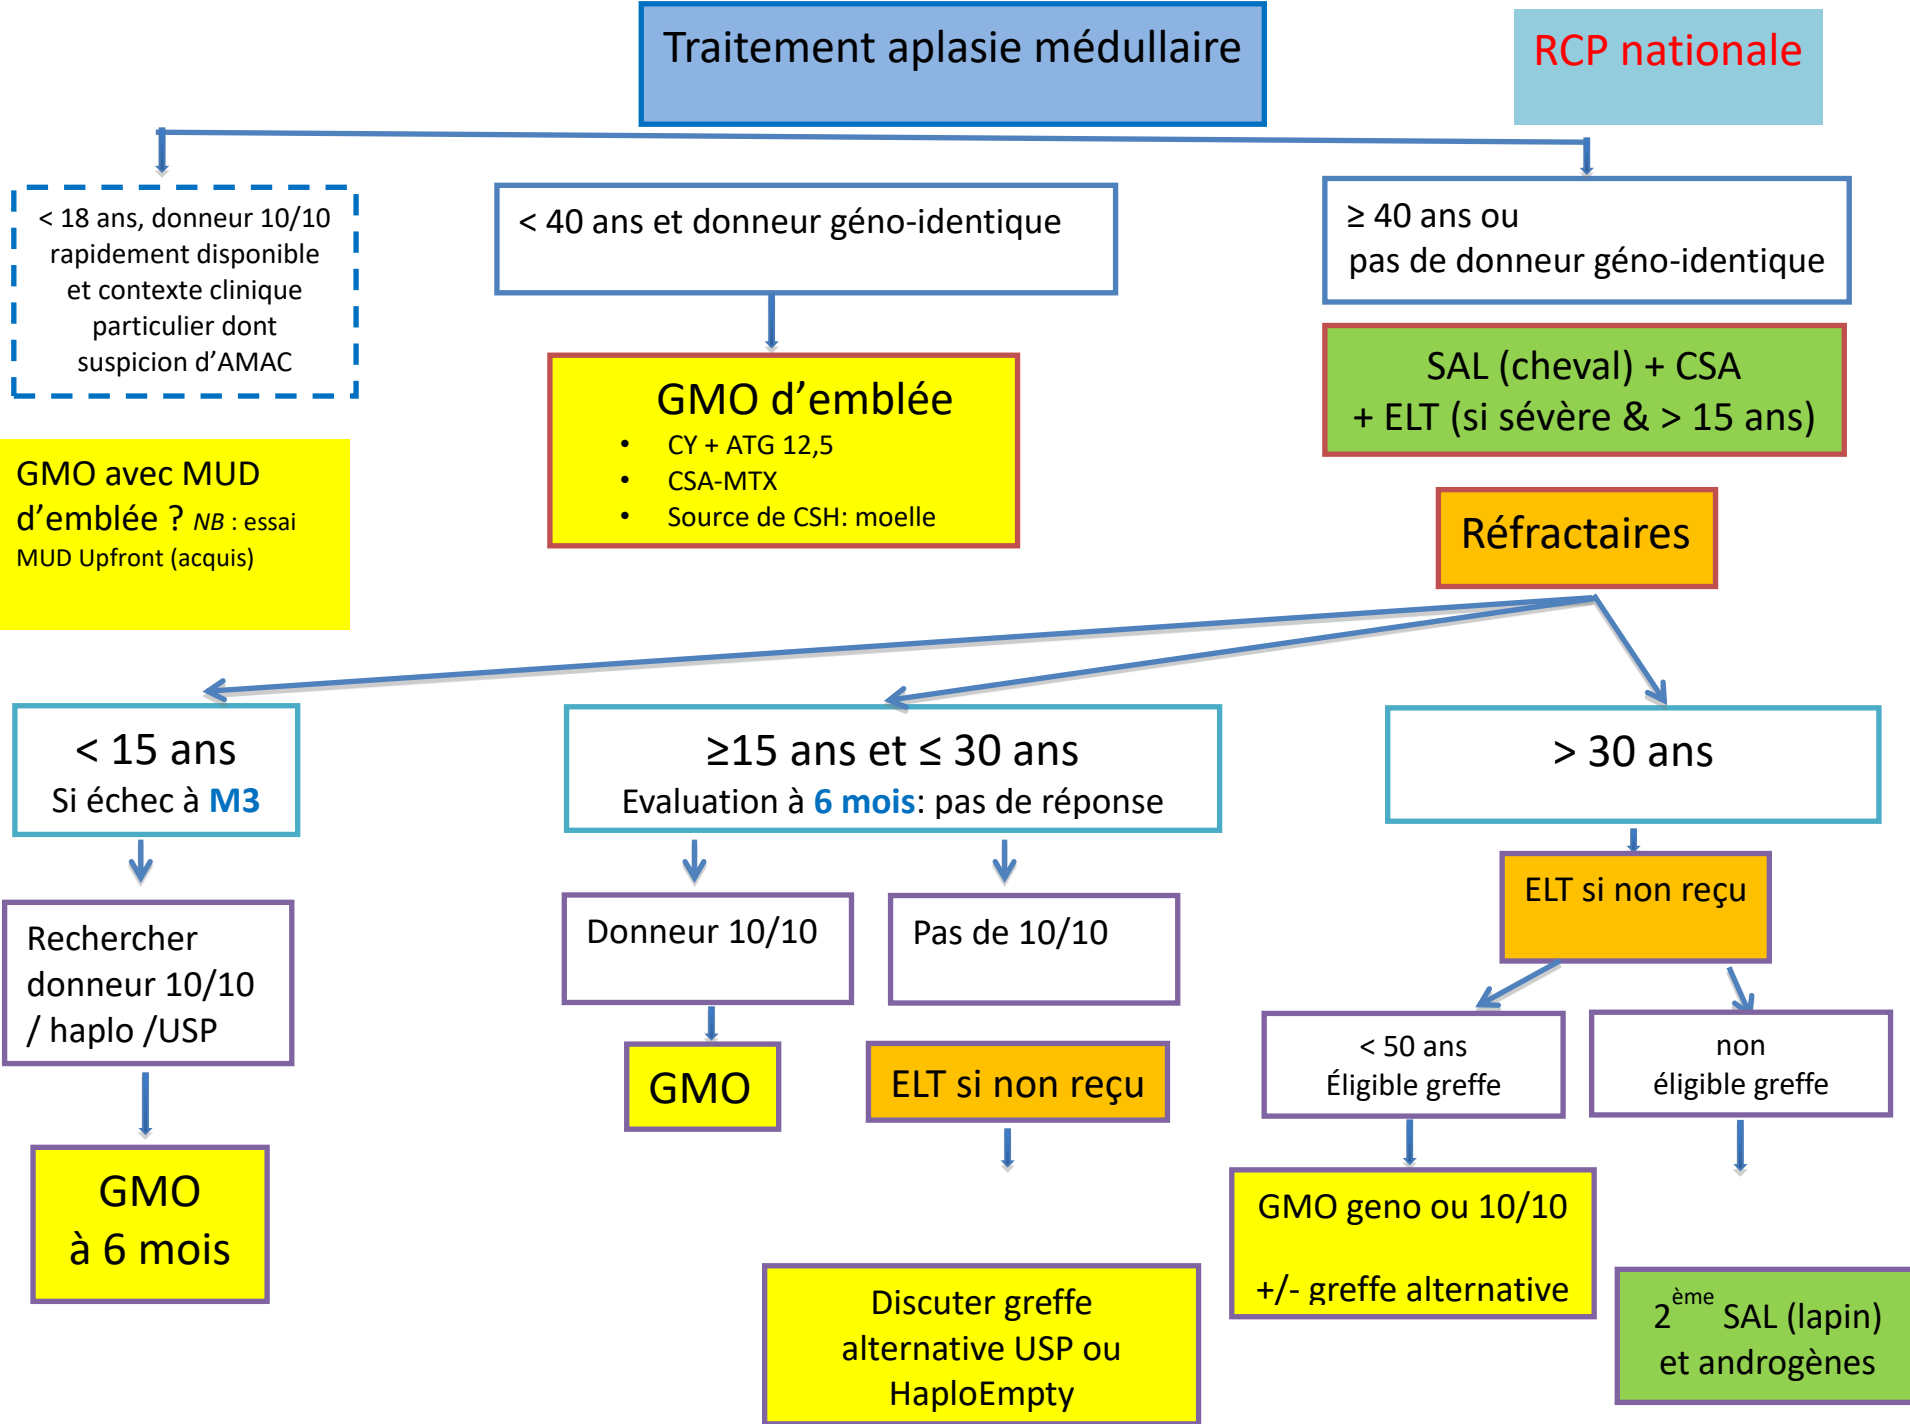 Traitement aplasie médullaire
RCP nationale
< 18 ans, donneur 10/10
rapidement disponible
et contexte clinique
particulier dont
suspicion d’AMAC
< 40 ans et donneur géno-identique
≥ 40 ans ou
pas de donneur géno-identique
GMO avec MUD
d’emblée ? NB : essai
MUD Upfront (acquis)
GMO d’emblée
• CY + ATG 12,5
• CSA-MTX
• Source de CSH: moelle
SAL (cheval) + CSA
+ ELT (si sévère & > 15 ans)
Réfractaires
< 15 ans
Si échec à M3
≥15 ans et ≤ 30 ans
Evaluation à 6 mois: pas de réponse
> 30 ans
Rechercher
donneur 10/10
/ haplo /USP
Donneur 10/10
Pas de 10/10
ELT si non reçu
GMO
à 6 mois
GMO
ELT si non reçu
< 50 ans
Éligible greffe
non
éligible greffe
Discuter greffe
alternative USP ou
HaploEmpty
GMO geno ou 10/10
+/- greffe alternative
2ème SAL (lapin)
et androgènes